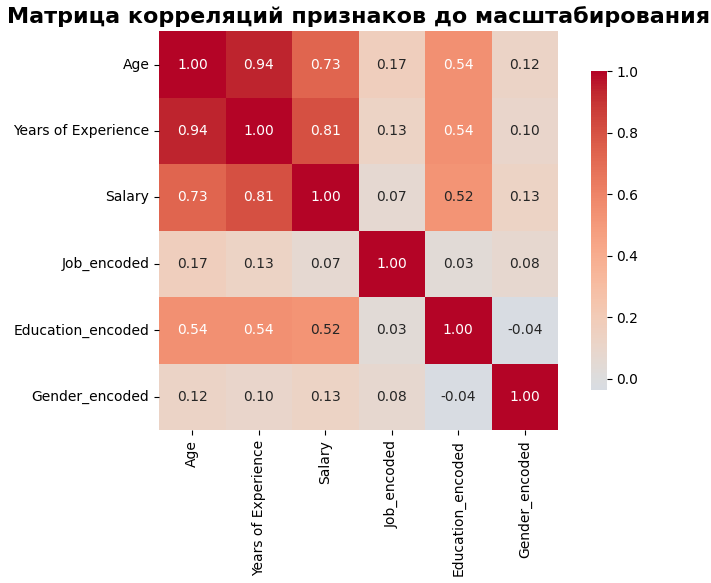 Матрица корреляций признаков до масштабирования
Age 1.00 0.94 0.73 0.17 0.54 0.12
Years of Experience 0.94 1.00 0.81 0.13 0.54 0.10
Salary 0.73 0.81 1.00 0.07 0.52 0.13
Job_encoded 0.17 0.13 0.07 1.00 0.03 0.08
Education_encoded 0.54 0.54 0.52 0.03 1.00 -0.04
Gender_encoded 0.12 0.10 0.13 0.08 -0.04 1.00
Age
Years of Experience
Salary
Job_encoded
Education_encoded
Gender_encoded
1.0
0.8
0.6
0.4
0.2
0.0